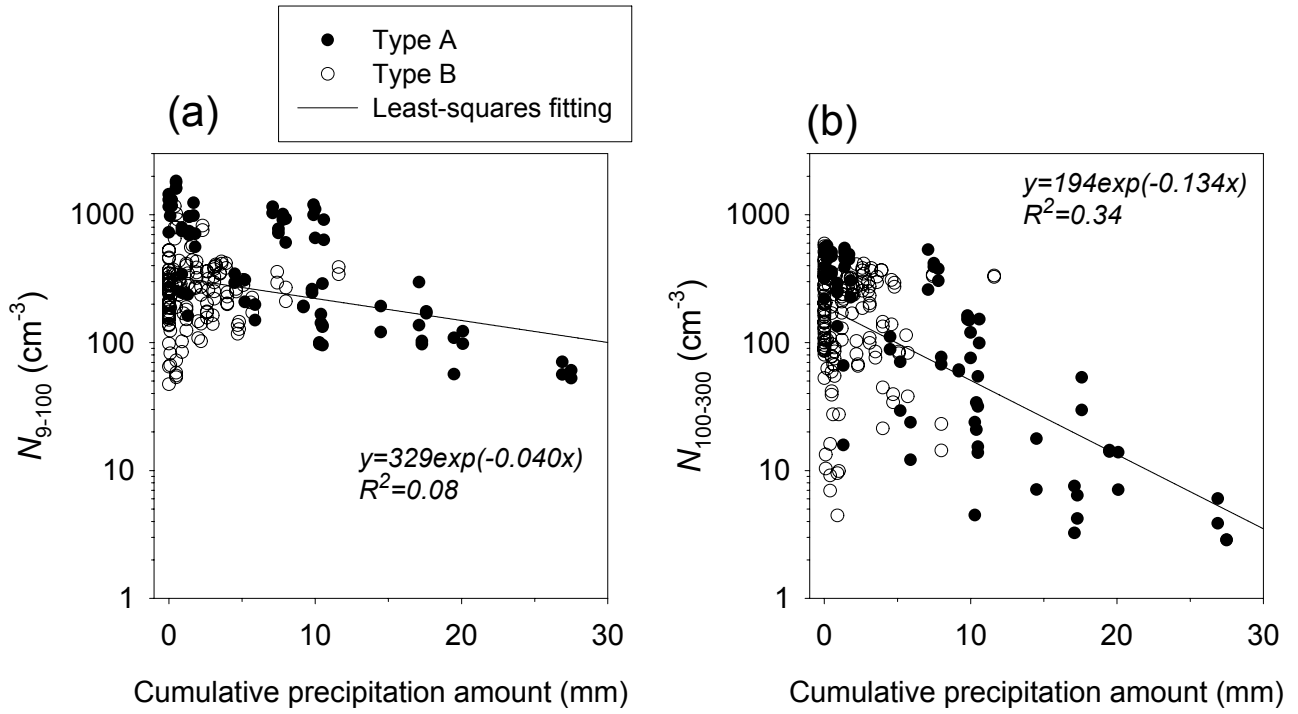 Type A
Type B
Least-squares fitting
(a)
1000
100
10
1
N9-100 (cm-3)
y=329exp(-0.040x)
R2=0.08
0 10 20 30
Cumulative precipitation amount (mm)
(b)
1000
100
10
1
N100-300 (cm-3)
y=194exp(-0.134x)
R2=0.34
0 10 20 30
Cumulative precipitation amount (mm)